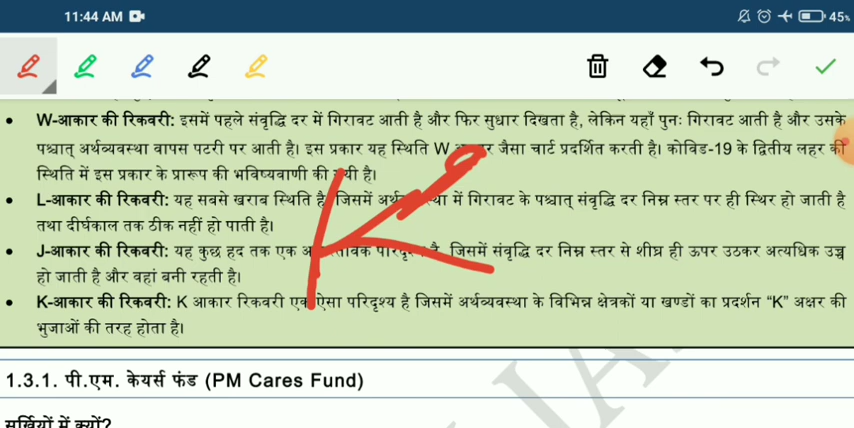 11:44 AM
45%
W-आकार की रिकवरी: इसमें पहले संवृद्धि दर में गिरावट आती है और फिर सुधार दिखता है, लेकिन यहाँ पुनः गिरावट आती है और उसके
पश्चात् अर्थव्यवस्था वापस पटरी पर आती है। इस प्रकार यह स्थिति W जैसा चार्ट प्रदर्शित करती है। कोविड-19 के द्वितीय लहर की
स्थिति में इस प्रकार के प्रारूप की भविष्यवाणी की गयी है।
L-आकार की रिकवरी: यह सबसे खराब स्थिति है, जिसमें में गिरावट के पश्चात् संवृद्धि दर निम्न स्तर पर ही स्थिर हो जाती है
तथा दीर्घकाल तक ठीक नहीं हो पाती है।
J-आकार की रिकवरी: यह कुछ हद तक एक है, जिसमें संवृद्धि दर निम्न स्तर से शीघ्र ही ऊपर उठकर अत्यधिक उच्च
हो जाती है और वहां बनी रहती है।
K-आकार की रिकवरी: K आकार रिकवरी एक ऐसा परिदृश्य है जिसमें अर्थव्यवस्था के विभिन्न क्षेत्रकों या खण्डों का प्रदर्शन “K” अक्षर की
भुजाओं की तरह होता है।
K
1.3.1. पी.एम. केयर्स फंड (PM Cares Fund)
सुर्ख़ियों में क्यों?